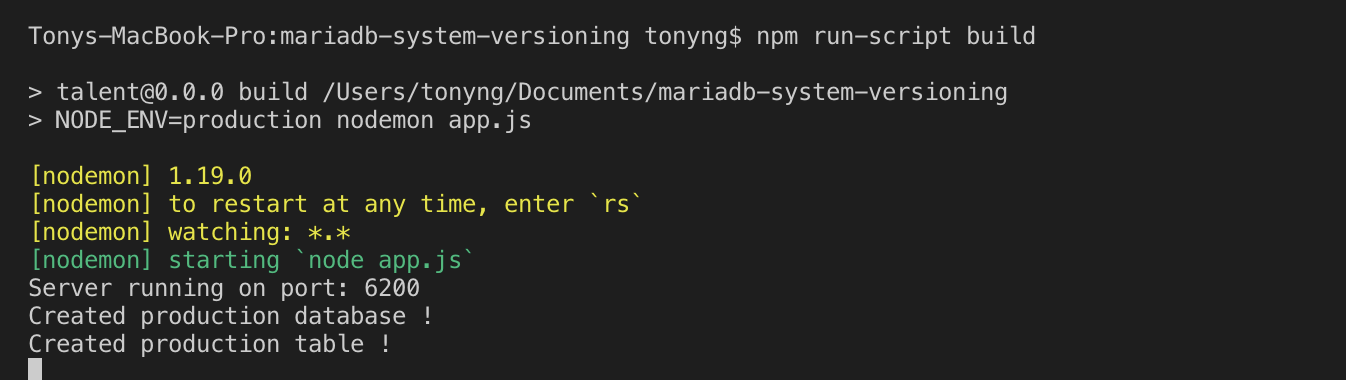 Tonys-MacBook-Pro:mariadb-system-versioning tonyng$ npm run-script build
> talent@0.0.0 build /Users/tonyng/Documents/mariadb-system-versioning
> NODE_ENV=production nodemon app.js
[nodemon] 1.19.0
[nodemon] to restart at any time, enter `rs`
[nodemon] watching: *.*
[nodemon] starting `node app.js`
Server running on port: 6200
Created production database !
Created production table !